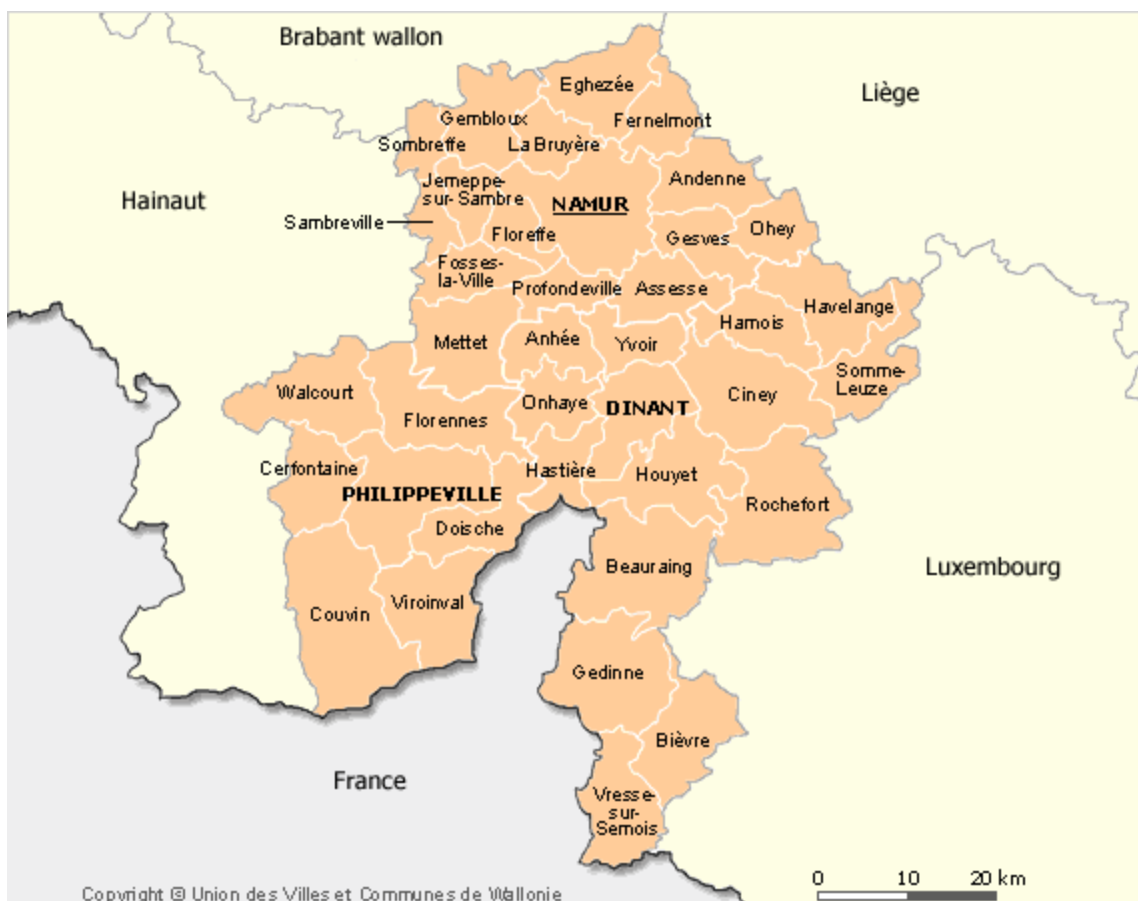 Brabant wallon
Eghezée
Liège
Gembloux
Fernelmont
Sombreffe
La Bruyère
Hainaut
Jemeppe-
sur-Sambre
Andenne
NAMUR
Sambreville
Floreffe
Gesves
Ohey
Fosses-
la-Ville
Profondeville
Assesse
Havelange
Hamois
Mettet
Anhée
Yvoir
Somme-
Leuze
Walcourt
Ciney
Florennes
Onhaye
DINANT
Cerfontaine
Hastière
Houyet
PHILIPPEVILLE
Rochefort
Doische
Beauraing
Luxembourg
Couvin
Viroinval
Gedinne
Bièvre
France
Vresse-
sur-
Semois
0 10 20 km
Copyright © Union des Villes et Communes de Wallonie